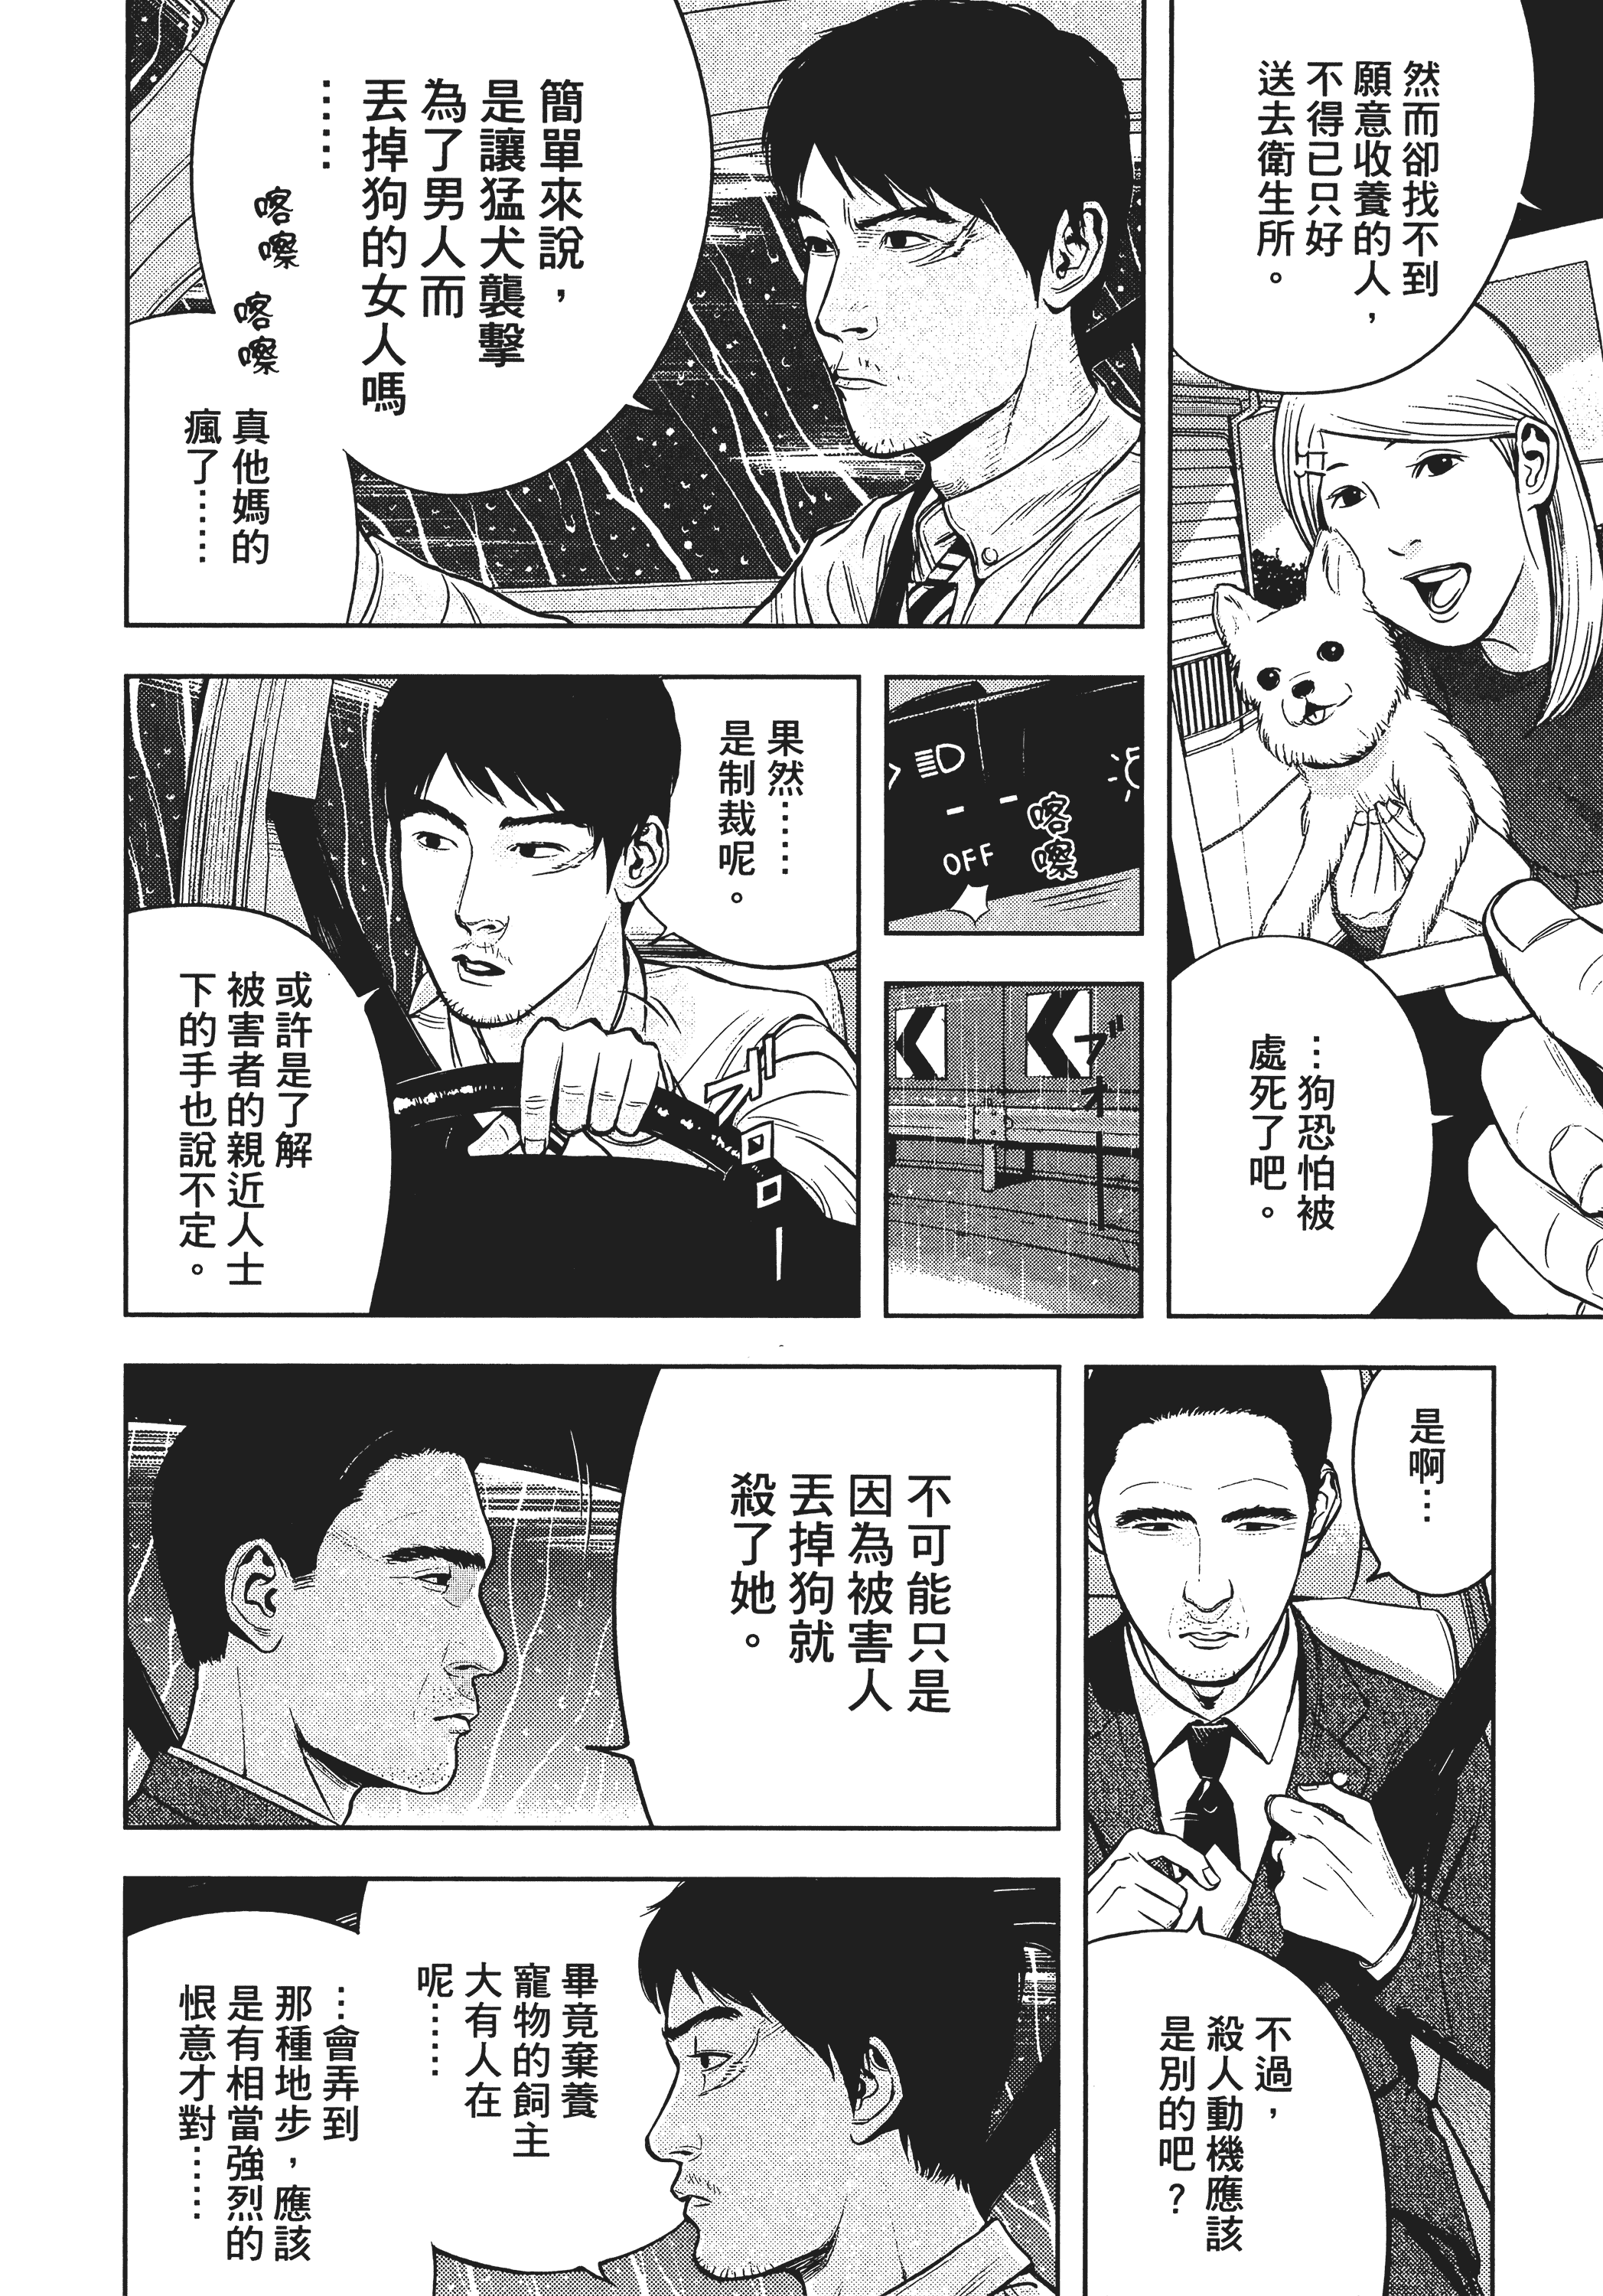 然而卻找不到
願意收養的人，
不得已只好
送去衛生所。
…狗恐怕被
處死了吧。
簡單來說，
是讓猛犬襲擊
為了男人而
丟掉狗的女人嗎
……
喀嚓
喀嚓
真他媽的
瘋了……
OFF
喀嚓
ブオ
オロロー
果然……
是制裁呢。
或許是了解
被害者的親近人士
下的手也說不定。
是啊…
不過，
殺人動機應該
是別的吧？
不可能只是
因為被害人
丟掉狗就
殺了她。
畢竟棄養
寵物的飼主
大有人在
呢……
…會弄到
那種地步，應該
是有相當強烈的
恨意才對……